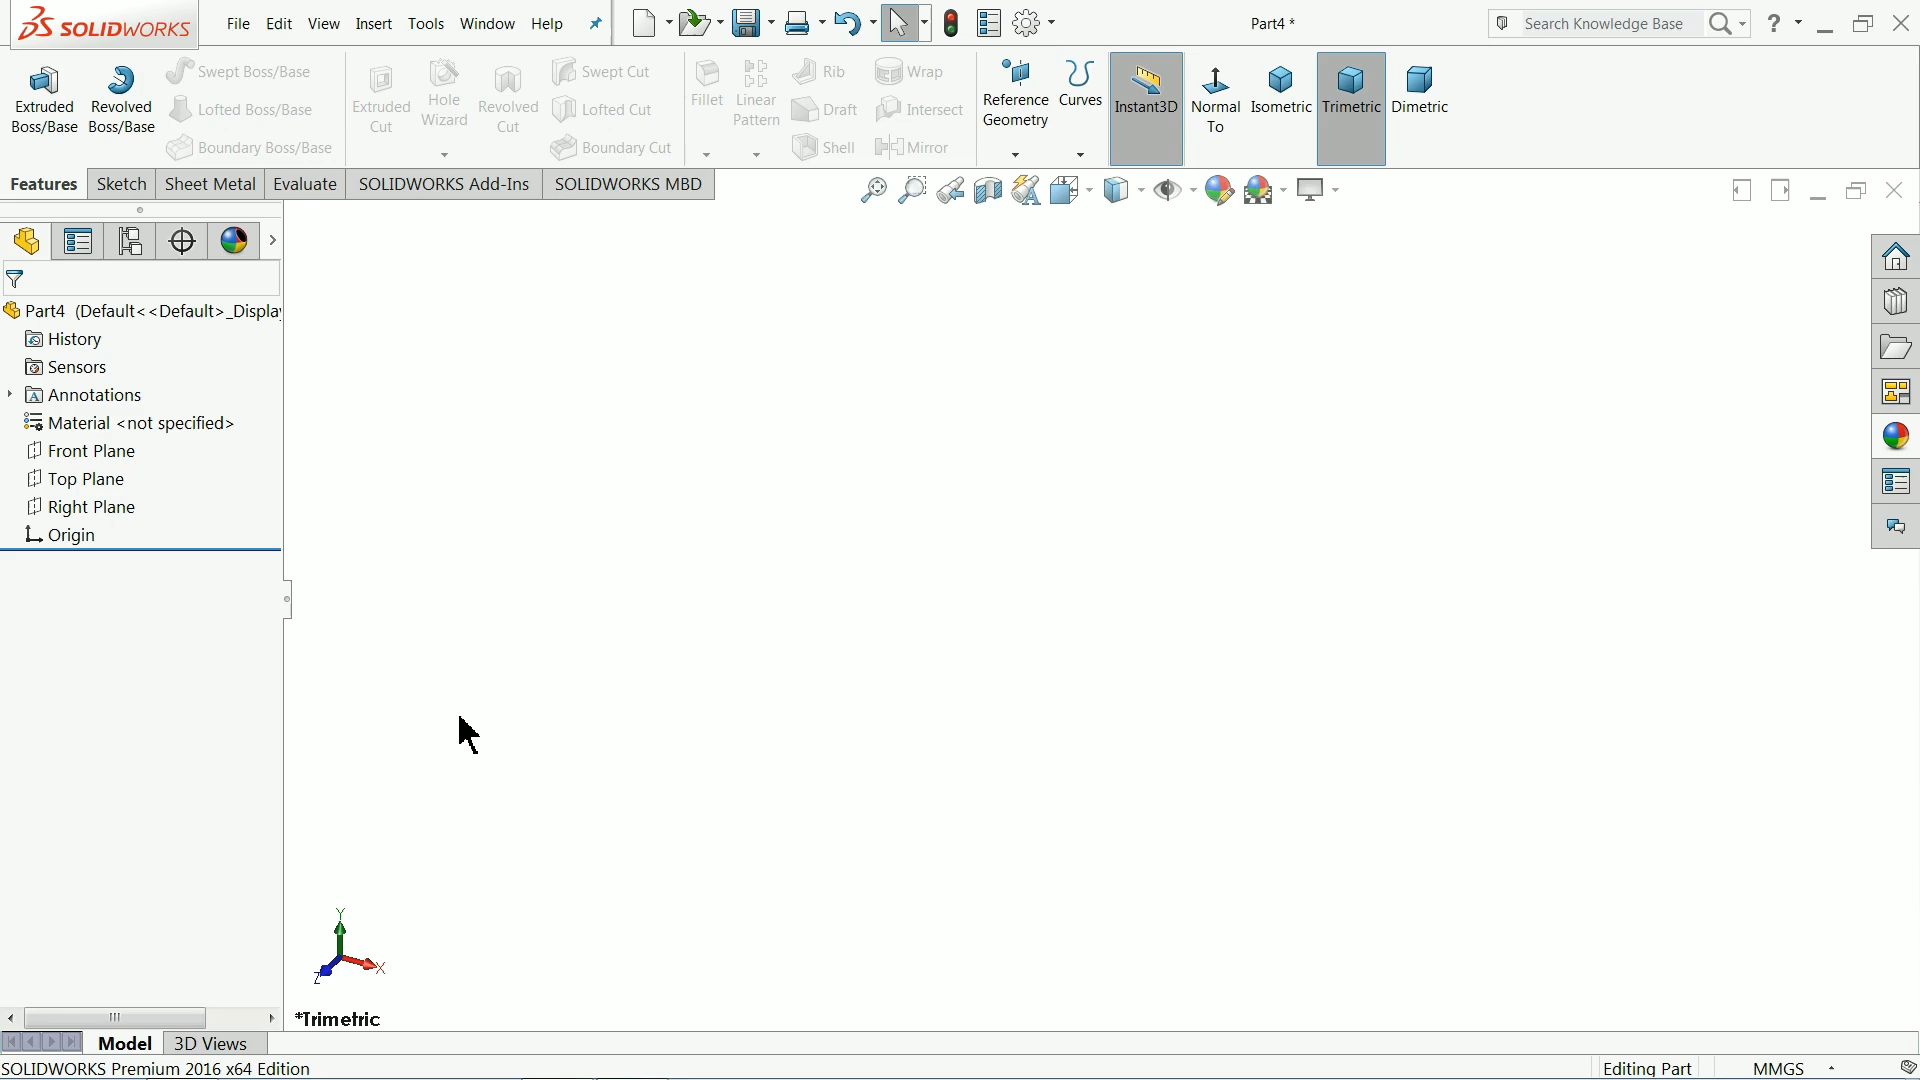 SOLIDWORKS File Edit View Insert Tools Window Help Part4 * Search Knowledge Base ?
Extruded Boss/Base
Revolved Boss/Base
Swept Boss/Base
Lofted Boss/Base
Boundary Boss/Base
Extruded Cut
Hole Wizard
Revolved Cut
Swept Cut
Lofted Cut
Boundary Cut
Fillet
Linear Pattern
Rib
Draft
Shell
Wrap
Intersect
Mirror
Reference Geometry
Curves
Instant3D
Normal To
Isometric
Trimetric
Dimetric
Features Sketch Sheet Metal Evaluate SOLIDWORKS Add-Ins SOLIDWORKS MBD
Part4 (Default<<Default>_Display
History
Sensors
Annotations
Material <not specified>
Front Plane
Top Plane
Right Plane
Origin
Y
X
Z
*Trimetric
Model 3D Views
SOLIDWORKS Premium 2016 x64 Edition Editing Part MMGS